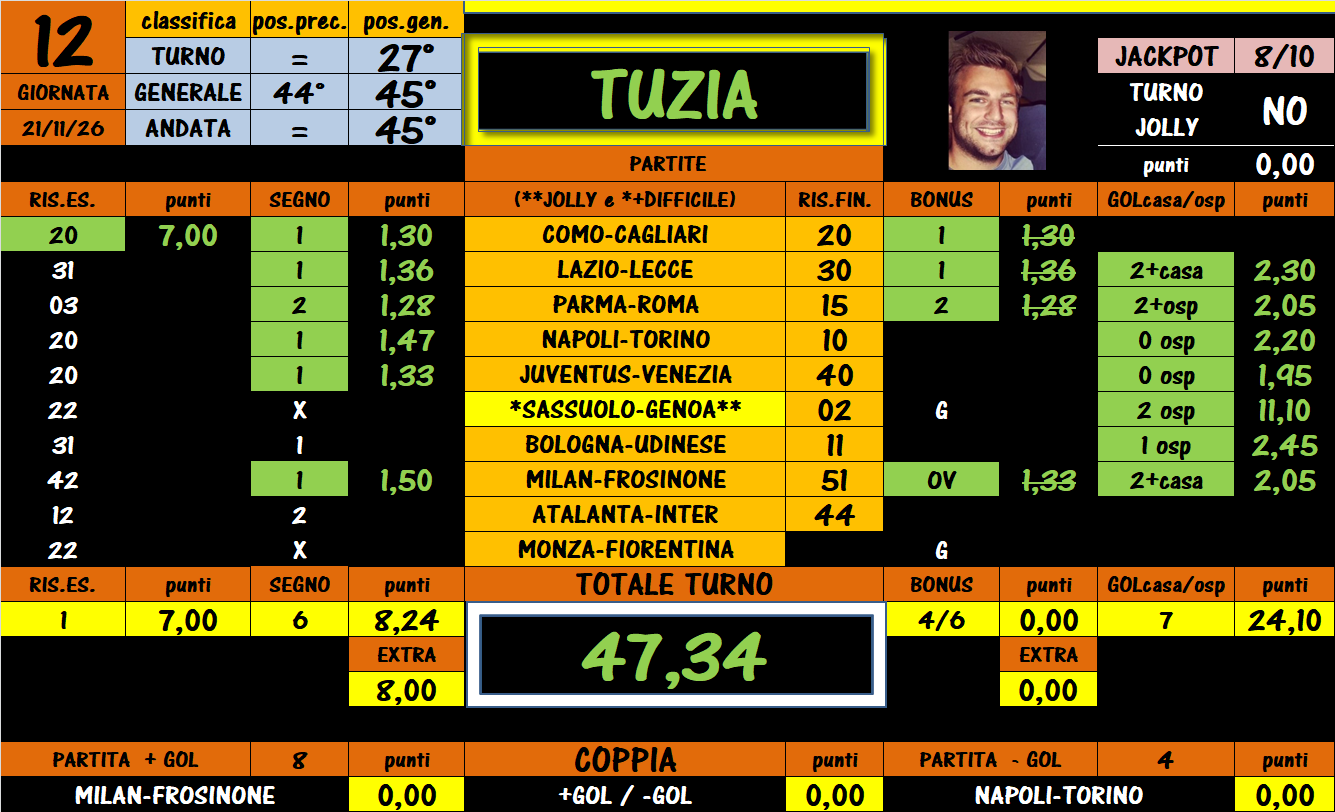 12 classifica pos.prec. pos.gen.
TURNO = 27°
GIORNATA GENERALE 44° 45°
21/11/26 ANDATA = 45°
TUZIA
JACKPOT 8/10
TURNO
JOLLY NO
punti 0,00
PARTITE
RIS.ES. punti SEGNO punti (**JOLLY e *+DIFFICILE) RIS.FIN. BONUS punti GOLcasa/osp punti
20 7,00 1 1,30 COMO-CAGLIARI 20 1 1,30
31 1 1,36 LAZIO-LECCE 30 1 1,36 2+casa 2,30
03 2 1,28 PARMA-ROMA 15 2 1,28 2+osp 2,05
20 1 1,47 NAPOLI-TORINO 10 0 osp 2,20
20 1 1,33 JUVENTUS-VENEZIA 40 0 osp 1,95
22 X *SASSUOLO-GENOA** 02 G 2 osp 11,10
31 1 BOLOGNA-UDINESE 11 1 osp 2,45
42 1 1,50 MILAN-FROSINONE 51 OV 1,33 2+casa 2,05
12 2 ATALANTA-INTER 44
22 X MONZA-FIORENTINA G
RIS.ES. punti SEGNO punti TOTALE TURNO BONUS punti GOLcasa/osp punti
1 7,00 6 8,24 47,34 4/6 0,00 7 24,10
EXTRA EXTRA
8,00 0,00
PARTITA + GOL 8 punti COPPIA punti PARTITA - GOL 4 punti
MILAN-FROSINONE 0,00 +GOL / -GOL 0,00 NAPOLI-TORINO 0,00